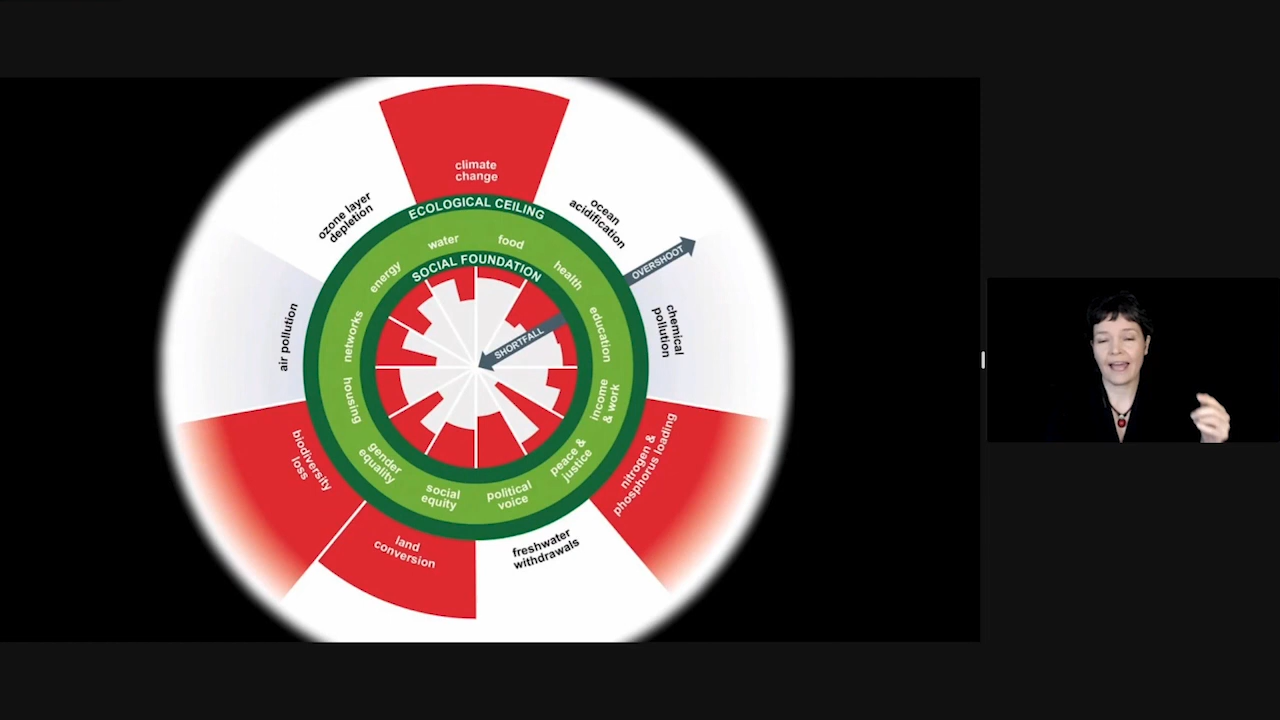 climate
change
ozone layer
depletion
ocean
acidification
ECOLOGICAL CEILING
OVERSHOOT
water
food
energy
health
SOCIAL FOUNDATION
air pollution
networks
education
chemical
pollution
SHORTFALL
housing
income
& work
biodiversity
loss
gender
equality
peace &
justice
nitrogen &
phosphorus loading
social
equity
political
voice
land
conversion
freshwater
withdrawals